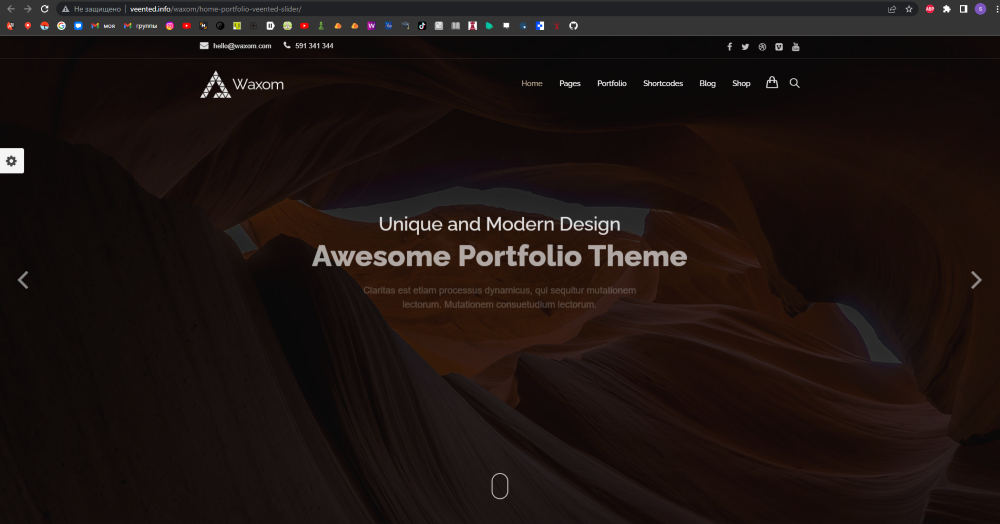 Не защищено | veented.info/waxom/home-portfolio-veented-slider/
моя
группы
hello@waxom.com 591 341 344
Waxom
Home Pages Portfolio Shortcodes Blog Shop
Unique and Modern Design
Awesome Portfolio Theme
Claritas est etiam processus dynamicus, qui sequitur mutationem
lectorum. Mutationem consuetudium lectorum.